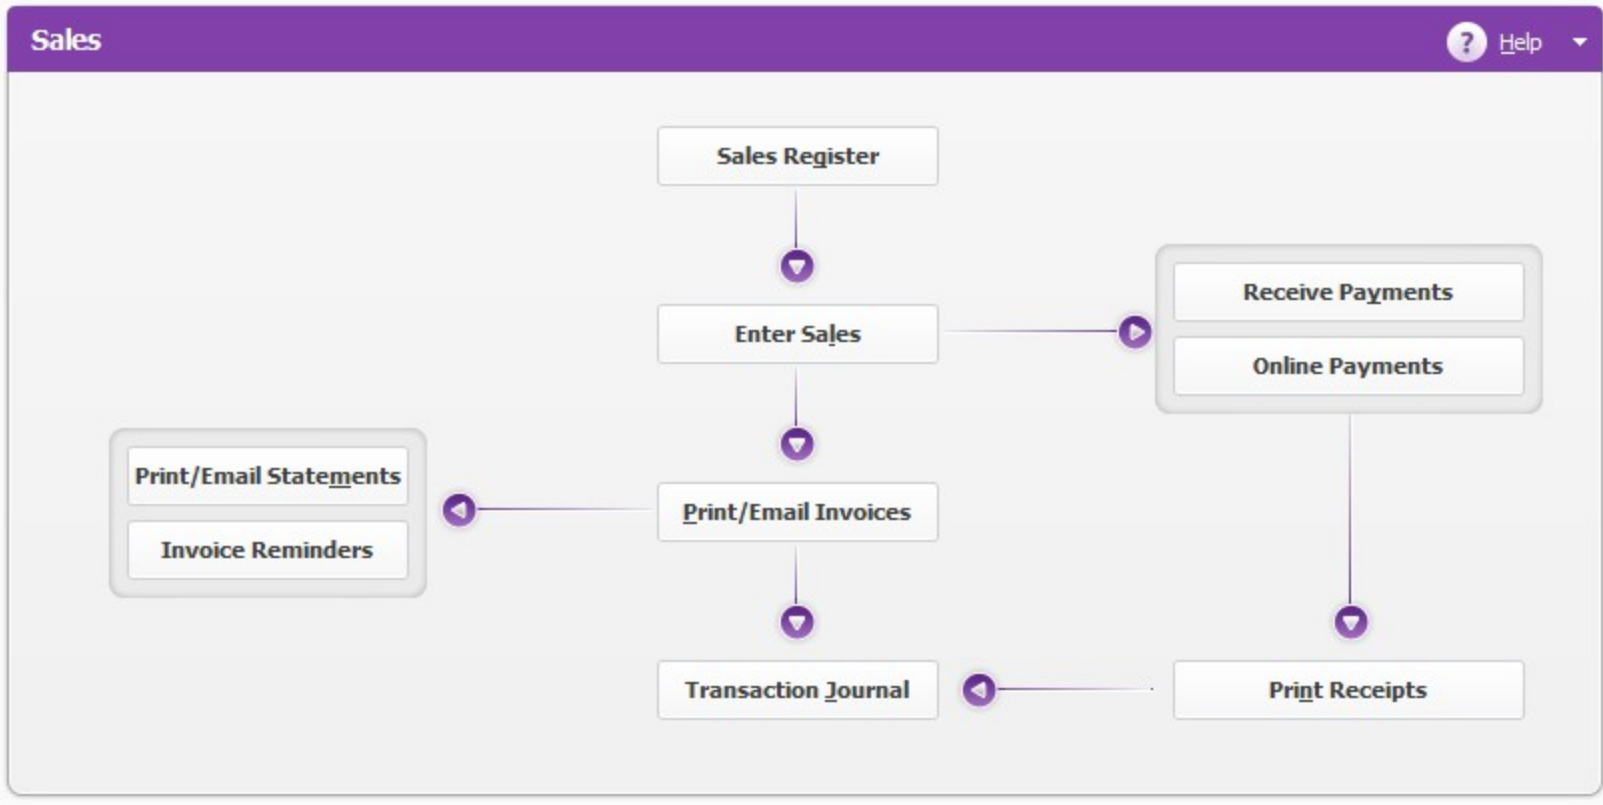 Sales
? Help
Sales Register
Enter Sales
Receive Payments
Online Payments
Print/Email Statements
Invoice Reminders
Print/Email Invoices
Transaction Journal
Print Receipts